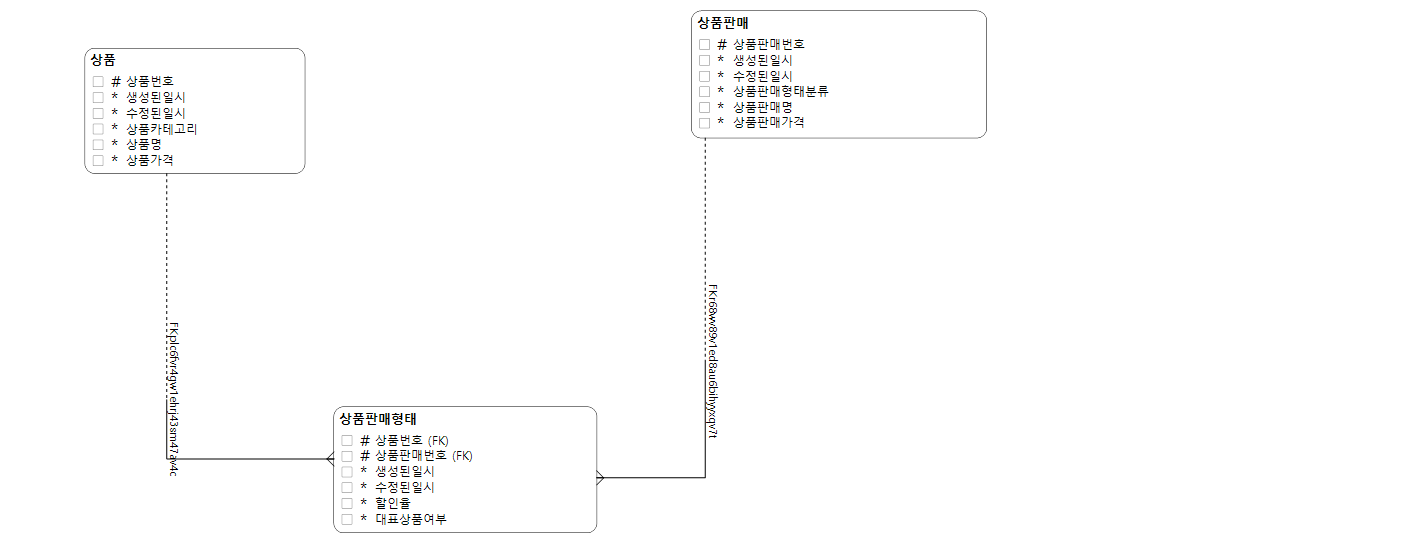 상품
# 상품번호
* 생성된일시
* 수정된일시
* 상품카테고리
* 상품명
* 상품가격
상품판매
# 상품판매번호
* 생성된일시
* 수정된일시
* 상품판매형태분류
* 상품판매명
* 상품판매가격
FKplc6fvr4gw1ehrj43sm47av4c
FKr68wv89v1ed8au6bihyyxqv7t
상품판매형태
# 상품번호 (FK)
# 상품판매번호 (FK)
* 생성된일시
* 수정된일시
* 할인율
* 대표상품여부